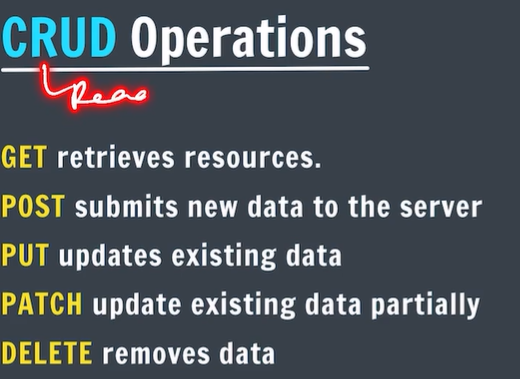 CRUD Operations
Read
GET retrieves resources.
POST submits new data to the server
PUT updates existing data
PATCH update existing data partially
DELETE removes data